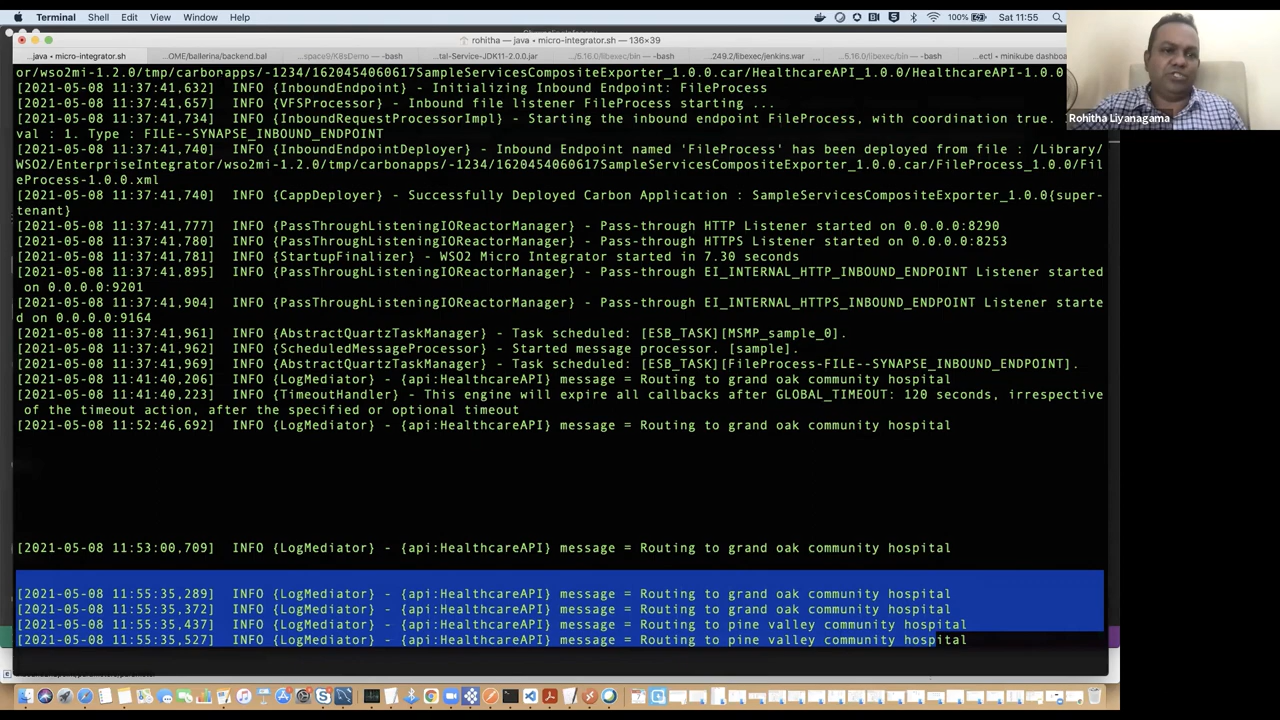 Terminal Shell Edit View Window Help 100% Sat 11:55
rohitha — java • micro-integrator.sh — 136×39
..java • micro-integrator.sh ...OME/ballerina/backend.bal space9/K8sDemo — -bash ...tal-Service-JDK11-2.0.0.jar ../5.16.0/libexec/bin — -bash .249.2/libexec/jenkins.war ... .5.16.0/libexec/bin — -bash ...ectl • minikube dashboard
or/wso2mi-1.2.0/tmp/carbonapps/-1234/1620454060617SampleServicesCompositeExporter_1.0.0.car/HealthcareAPI_1.0.0/HealthcareAPI-1.0.0
[2021-05-08 11:37:41,632] INFO {InboundEndpoint} - Initializing Inbound Endpoint: FileProcess
[2021-05-08 11:37:41,657] INFO {VFSProcessor} - Inbound file listener FileProcess starting ...
[2021-05-08 11:37:41,734] INFO {InboundRequestProcessorImpl} - Starting the inbound endpoint FileProcess, with coordination true.
val : 1. Type : FILE--SYNAPSE_INBOUND_ENDPOINT
[2021-05-08 11:37:41,740] INFO {InboundEndpointDeployer} - Inbound Endpoint named 'FileProcess' has been deployed from file : /Library/
WSO2/EnterpriseIntegrator/wso2mi-1.2.0/tmp/carbonapps/-1234/1620454060617SampleServicesCompositeExporter_1.0.0.car/FileProcess_1.0.0/Fil
eProcess-1.0.0.xml
[2021-05-08 11:37:41,740] INFO {CappDeployer} - Successfully Deployed Carbon Application : SampleServicesCompositeExporter_1.0.0{super-
tenant}
[2021-05-08 11:37:41,777] INFO {PassThroughListeningIOReactorManager} - Pass-through HTTP Listener started on 0.0.0.0:8290
[2021-05-08 11:37:41,780] INFO {PassThroughListeningIOReactorManager} - Pass-through HTTPS Listener started on 0.0.0.0:8253
[2021-05-08 11:37:41,781] INFO {StartupFinalizer} - WSO2 Micro Integrator started in 7.30 seconds
[2021-05-08 11:37:41,895] INFO {PassThroughListeningIOReactorManager} - Pass-through EI_INTERNAL_HTTP_INBOUND_ENDPOINT Listener started
on 0.0.0.0:9201
[2021-05-08 11:37:41,904] INFO {PassThroughListeningIOReactorManager} - Pass-through EI_INTERNAL_HTTPS_INBOUND_ENDPOINT Listener starte
d on 0.0.0.0:9164
[2021-05-08 11:37:41,961] INFO {AbstractQuartzTaskManager} - Task scheduled: [ESB_TASK][MSMP_sample_0].
[2021-05-08 11:37:41,962] INFO {ScheduledMessageProcessor} - Started message processor. [sample].
[2021-05-08 11:37:41,969] INFO {AbstractQuartzTaskManager} - Task scheduled: [ESB_TASK][FileProcess-FILE--SYNAPSE_INBOUND_ENDPOINT].
[2021-05-08 11:41:40,206] INFO {LogMediator} - {api:HealthcareAPI} message = Routing to grand oak community hospital
[2021-05-08 11:41:40,223] INFO {TimeoutHandler} - This engine will expire all callbacks after GLOBAL_TIMEOUT: 120 seconds, irrespective
of the timeout action, after the specified or optional timeout
[2021-05-08 11:52:46,692] INFO {LogMediator} - {api:HealthcareAPI} message = Routing to grand oak community hospital
[2021-05-08 11:53:00,709] INFO {LogMediator} - {api:HealthcareAPI} message = Routing to grand oak community hospital
[2021-05-08 11:55:35,289] INFO {LogMediator} - {api:HealthcareAPI} message = Routing to grand oak community hospital
[2021-05-08 11:55:35,372] INFO {LogMediator} - {api:HealthcareAPI} message = Routing to grand oak community hospital
[2021-05-08 11:55:35,437] INFO {LogMediator} - {api:HealthcareAPI} message = Routing to pine valley community hospital
[2021-05-08 11:55:35,527] INFO {LogMediator} - {api:HealthcareAPI} message = Routing to pine valley community hospital
Rohitha Liyanagama